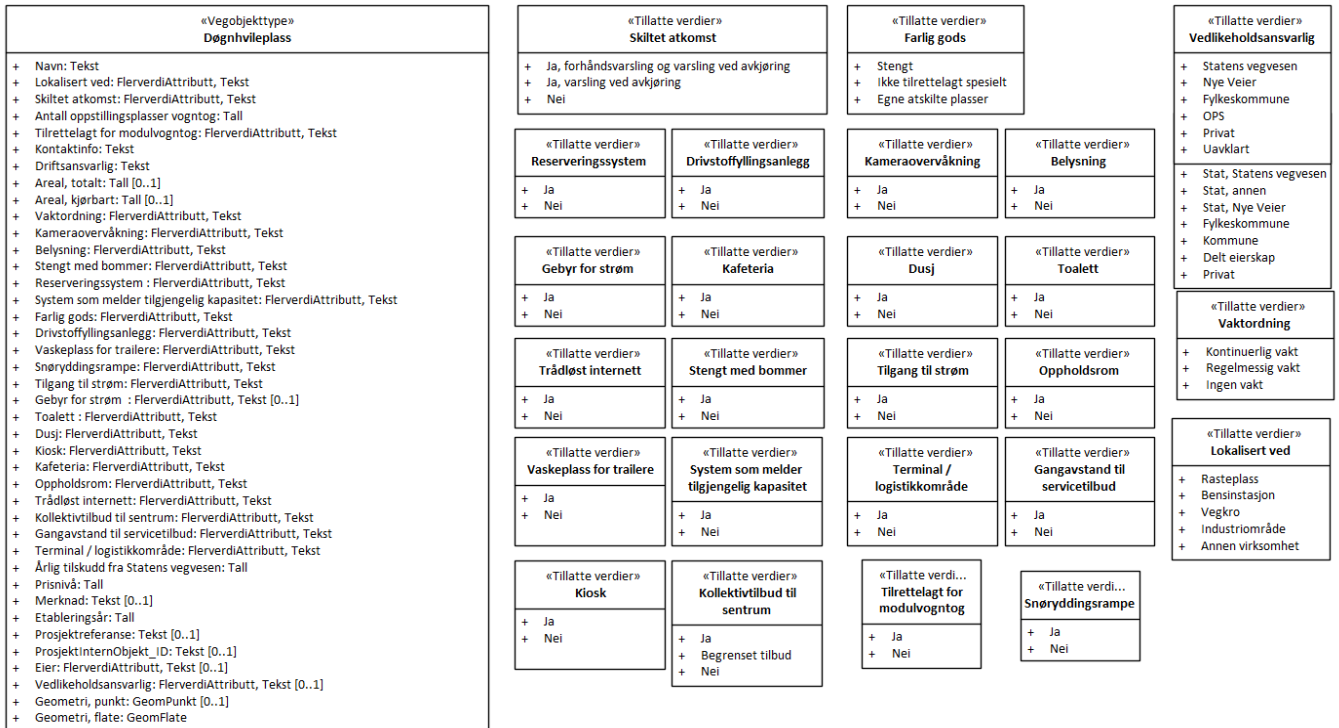 «Vegobjekttype»
Døgnhvileplass
+ Navn: Tekst
+ Lokalisert ved: FlerverdiAttributt, Tekst
+ Skiltet atkomst: FlerverdiAttributt, Tekst
+ Antall oppstillingsplasser vogntog: Tall
+ Tilrettelagt for modulvogntog: FlerverdiAttributt, Tekst
+ Kontaktinfo: Tekst
+ Driftsansvarlig: Tekst
+ Areal, totalt: Tall [0..1]
+ Areal, kjørbart: Tall [0..1]
+ Vaktordning: FlerverdiAttributt, Tekst
+ Kameraovervåkning: FlerverdiAttributt, Tekst
+ Belysning: FlerverdiAttributt, Tekst
+ Stengt med bommer: FlerverdiAttributt, Tekst
+ Reserveringssystem : FlerverdiAttributt, Tekst
+ System som melder tilgjengelig kapasitet: FlerverdiAttributt, Tekst
+ Farlig gods: FlerverdiAttributt, Tekst
+ Drivstoffyllingsanlegg: FlerverdiAttributt, Tekst
+ Vaskeplass for trailere: FlerverdiAttributt, Tekst
+ Snøryddingsrampe: FlerverdiAttributt, Tekst
+ Tilgang til strøm: FlerverdiAttributt, Tekst
+ Gebyr for strøm : FlerverdiAttributt, Tekst [0..1]
+ Toalett : FlerverdiAttributt, Tekst
+ Dusj: FlerverdiAttributt, Tekst
+ Kiosk: FlerverdiAttributt, Tekst
+ Kafeteria: FlerverdiAttributt, Tekst
+ Oppholdsrom: FlerverdiAttributt, Tekst
+ Trådløst internett: FlerverdiAttributt, Tekst
+ Kollektivtilbud til sentrum: FlerverdiAttributt, Tekst
+ Gangavstand til servicetilbud: FlerverdiAttributt, Tekst
+ Terminal / logistikkområde: FlerverdiAttributt, Tekst
+ Årlig tilskudd fra Statens vegvesen: Tall
+ Prisnivå: Tall
+ Merknad: Tekst [0..1]
+ Etableringsår: Tall
+ Prosjektreferanse: Tekst [0..1]
+ ProsjektInternObjekt_ID: Tekst [0..1]
+ Eier: FlerverdiAttributt, Tekst [0..1]
+ Vedlikeholdsansvarlig: FlerverdiAttributt, Tekst [0..1]
+ Geometri, punkt: GeomPunkt [0..1]
+ Geometri, flate: GeomFlate
«Tillatte verdier»
Skiltet atkomst
+ Ja, forhåndsvarsling og varsling ved avkjøring
+ Ja, varsling ved avkjøring
+ Nei
«Tillatte verdier»
Farlig gods
+ Stengt
+ Ikke tilrettelagt spesielt
+ Egne atskilte plasser
«Tillatte verdier»
Vedlikeholdsansvarlig
+ Statens vegvesen
+ Nye Veier
+ Fylkeskommune
+ OPS
+ Privat
+ Uavklart
+ Stat, Statens vegvesen
+ Stat, annen
+ Stat, Nye Veier
+ Fylkeskommune
+ Kommune
+ Delt eierskap
+ Privat
«Tillatte verdier»
Reserveringssystem
+ Ja
+ Nei
«Tillatte verdier»
Drivstoffyllingsanlegg
+ Ja
+ Nei
«Tillatte verdier»
Kameraovervåkning
+ Ja
+ Nei
«Tillatte verdier»
Belysning
+ Ja
+ Nei
«Tillatte verdier»
Gebyr for strøm
+ Ja
+ Nei
«Tillatte verdier»
Kafeteria
+ Ja
+ Nei
«Tillatte verdier»
Dusj
+ Ja
+ Nei
«Tillatte verdier»
Toalett
+ Ja
+ Nei
«Tillatte verdier»
Vaktordning
+ Kontinuerlig vakt
+ Regelmessig vakt
+ Ingen vakt
«Tillatte verdier»
Trådløst internett
+ Ja
+ Nei
«Tillatte verdier»
Stengt med bommer
+ Ja
+ Nei
«Tillatte verdier»
Tilgang til strøm
+ Ja
+ Nei
«Tillatte verdier»
Oppholdsrom
+ Ja
+ Nei
«Tillatte verdier»
Lokalisert ved
+ Rasteplass
+ Bensinstasjon
+ Vegkro
+ Industriområde
+ Annen virksomhet
«Tillatte verdier»
Vaskeplass for trailere
+ Ja
+ Nei
«Tillatte verdier»
System som melder
tilgjengelig kapasitet
+ Ja
+ Nei
«Tillatte verdier»
Terminal /
logistikkområde
+ Ja
+ Nei
«Tillatte verdier»
Gangavstand til
servicetilbud
+ Ja
+ Nei
«Tillatte verdier»
Kiosk
+ Ja
+ Nei
«Tillatte verdier»
Kollektivtilbud til
sentrum
+ Ja
+ Begrenset tilbud
+ Nei
«Tillatte verdi...
Tilrettelagt for
modulvogntog
+ Ja
+ Nei
«Tillatte verdi...
Snøryddingsrampe
+ Ja
+ Nei